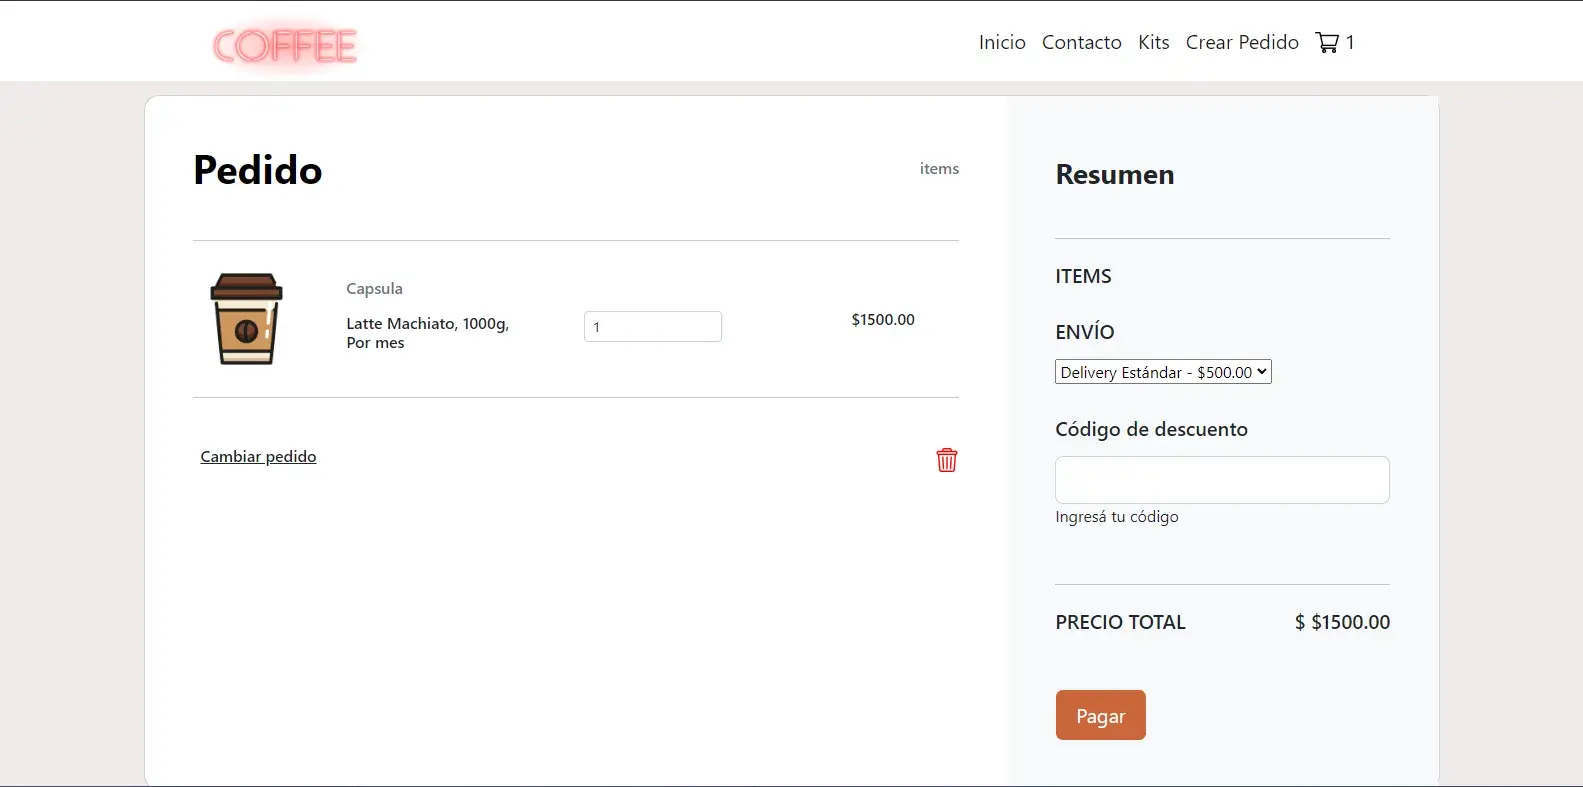 COFFEE
Inicio Contacto Kits Crear Pedido 1
Pedido
items
Capsula
Latte Machiato, 1000g,
Por mes
1
$1500.00
Cambiar pedido
Resumen
ITEMS
ENVÍO
Delivery Estándar - $500.00
Código de descuento
Ingresá tu código
PRECIO TOTAL $ $1500.00
Pagar